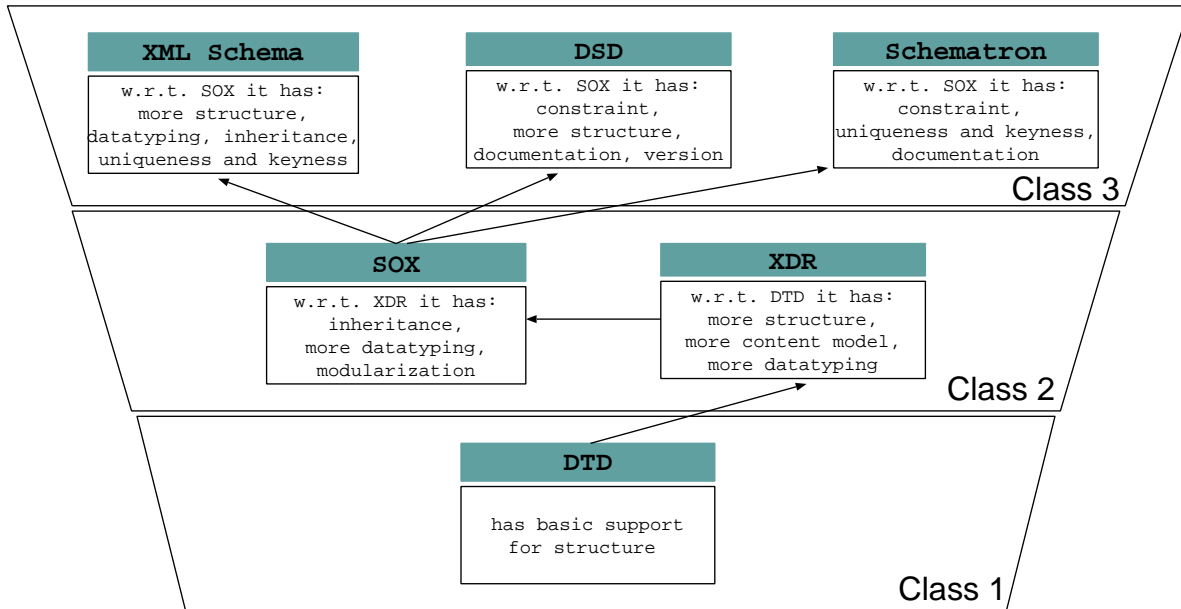 XML Schema
w.r.t. SOX it has:
more structure,
datatyping, inheritance,
uniqueness and keyness
DSD
w.r.t. SOX it has:
constraint,
more structure,
documentation, version
Schematron
w.r.t. SOX it has:
constraint,
uniqueness and keyness,
documentation
Class 3
SOX
w.r.t. XDR it has:
inheritance,
more datatyping,
modularization
XDR
w.r.t. DTD it has:
more structure,
more content model,
more datatyping
Class 2
DTD
has basic support
for structure
Class 1